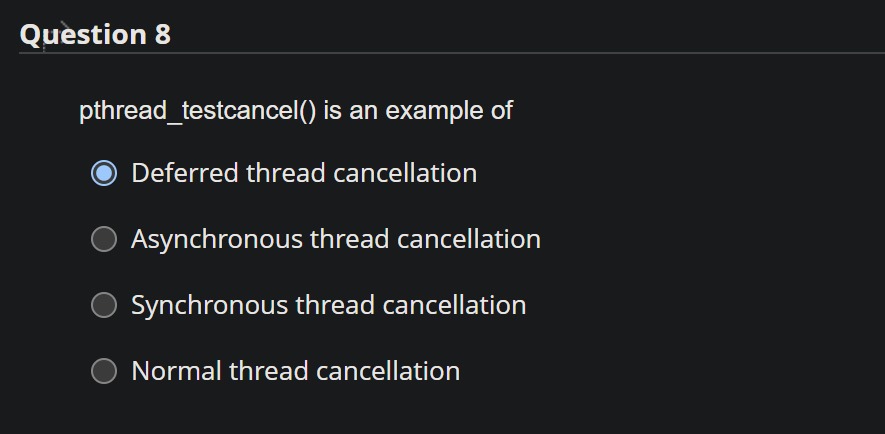 Question 8
pthread_testcancel() is an example of
Deferred thread cancellation
Asynchronous thread cancellation
Synchronous thread cancellation
Normal thread cancellation